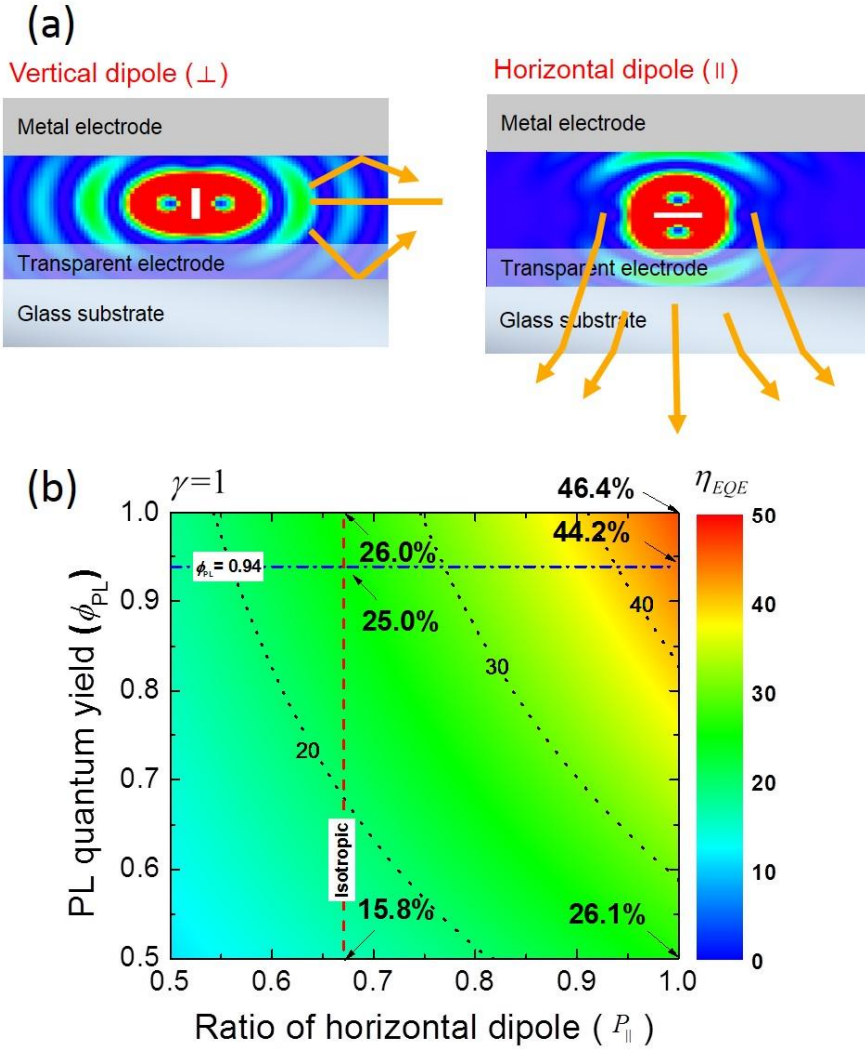 (a)
Vertical dipole (⊥)
Horizontal dipole (∥)
Metal electrode
Metal electrode
Transparent electrode
Transparent electrode
Glass substrate
Glass substrate
(b)
γ=1
46.4%
η_EQE
1.0
26.0%
44.2%
50
ϕ_PL = 0.94
0.9
25.0%
40
40
30
0.8
30
20
0.7
20
Isotropic
0.6
10
15.8%
26.1%
0.5
0
0.5
0.6
0.7
0.8
0.9
1.0
PL quantum yield (ϕ_PL)
Ratio of horizontal dipole ( P_∥ )